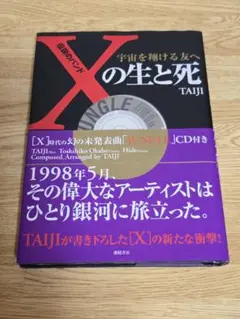 伝説のバンド
X
宇宙を翔ける友へ
の生と死
TAIJI
JUNGLE
[X]時代の幻の未発表曲「JUNGLE」CD付き
TAIJI Toshihiko Okabe Hide
Composed, Arranged by TAIJI
1998年5月、
その偉大なアーティストは
ひとり銀河に旅立った。
TAIJIが書き下ろした[X]の新たな衝撃!